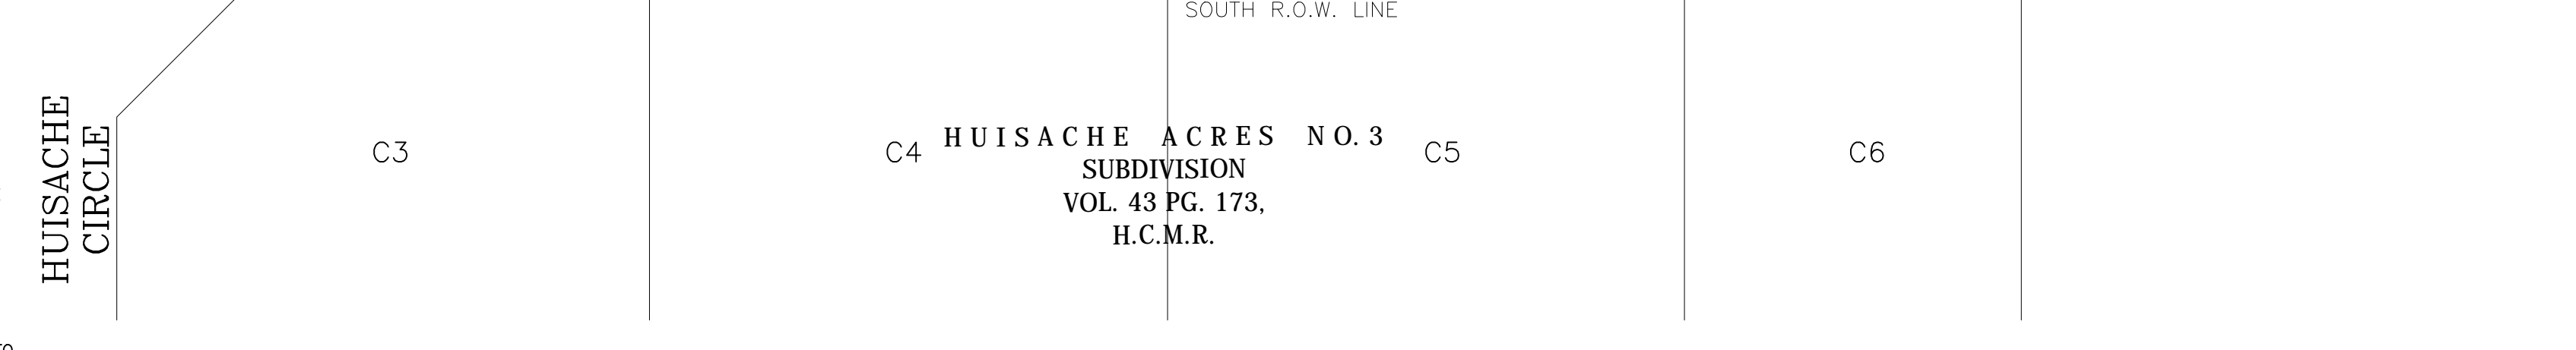 SOUTH R.O.W. LINE
HUISACHE
CIRCLE
C3
C4
HUISACHE ACRES NO. 3
SUBDIVISION
VOL. 43 PG. 173,
H.C.M.R.
C5
C6